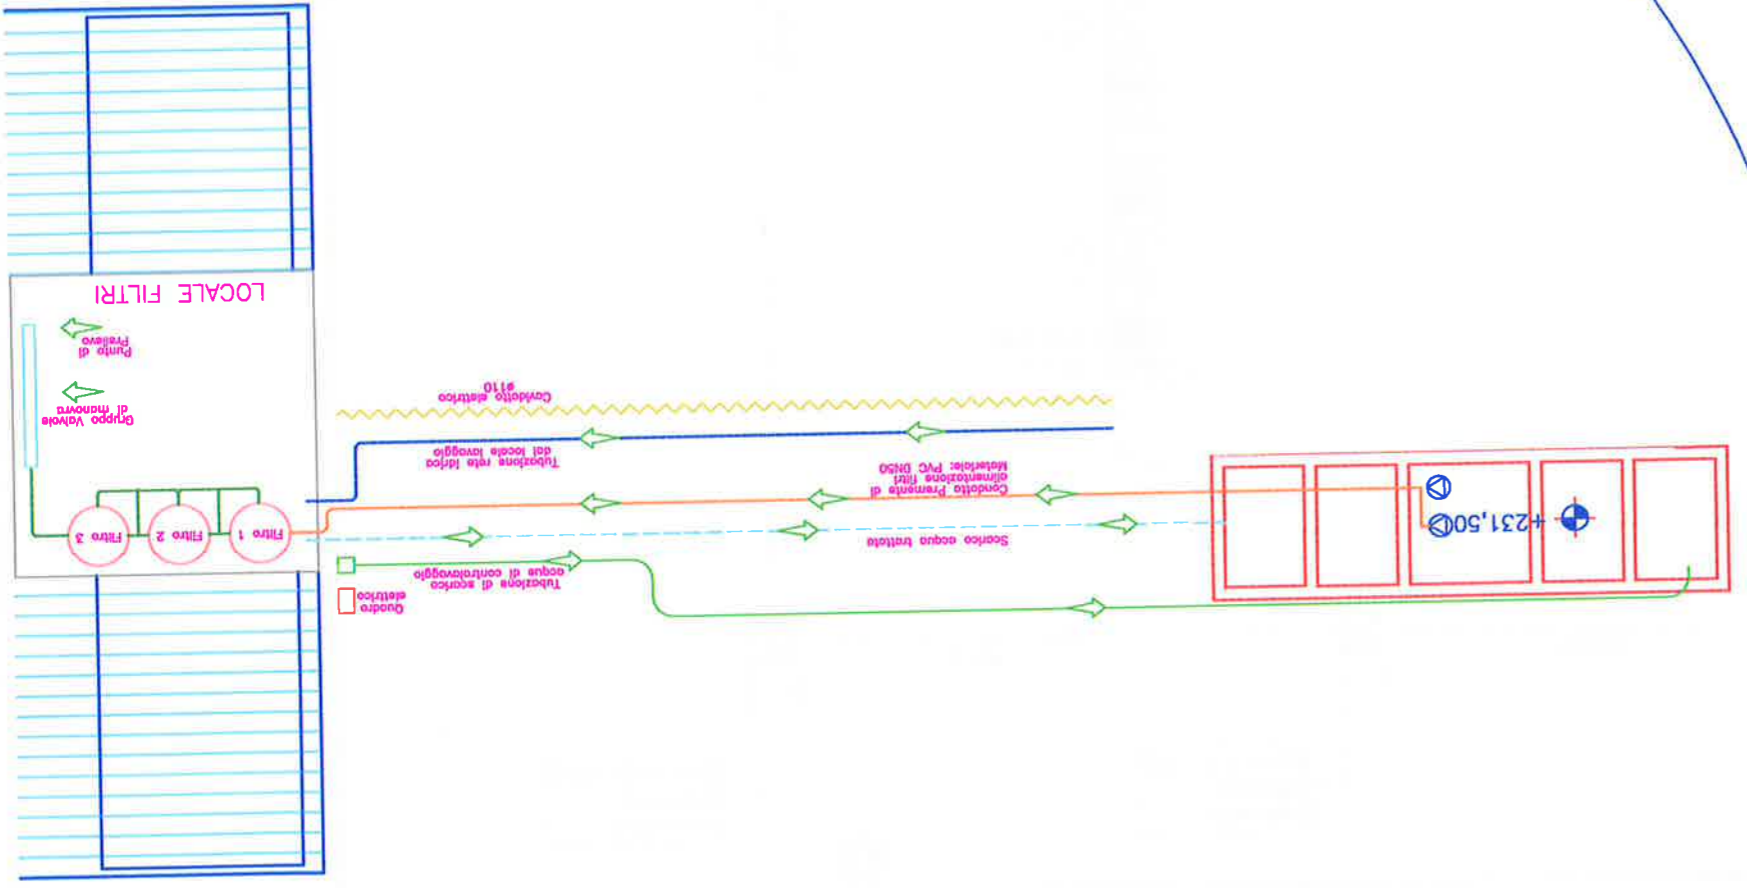 Quadro
elettrico
Tubazione scarico
acque di controlavaggio
Scarico acqua trattata
Filtro 1
Filtro 2
Filtro 3
+231,50
Condotta Premente di
alimentazione filtri
Materiale: PVC DN50
Tubazione rete idrica
dal locale lavaggio
Gruppo Valvole
di manovra
Cavidotto elettrico
ø110
Punto di
Prelievo
LOCALE FILTRI